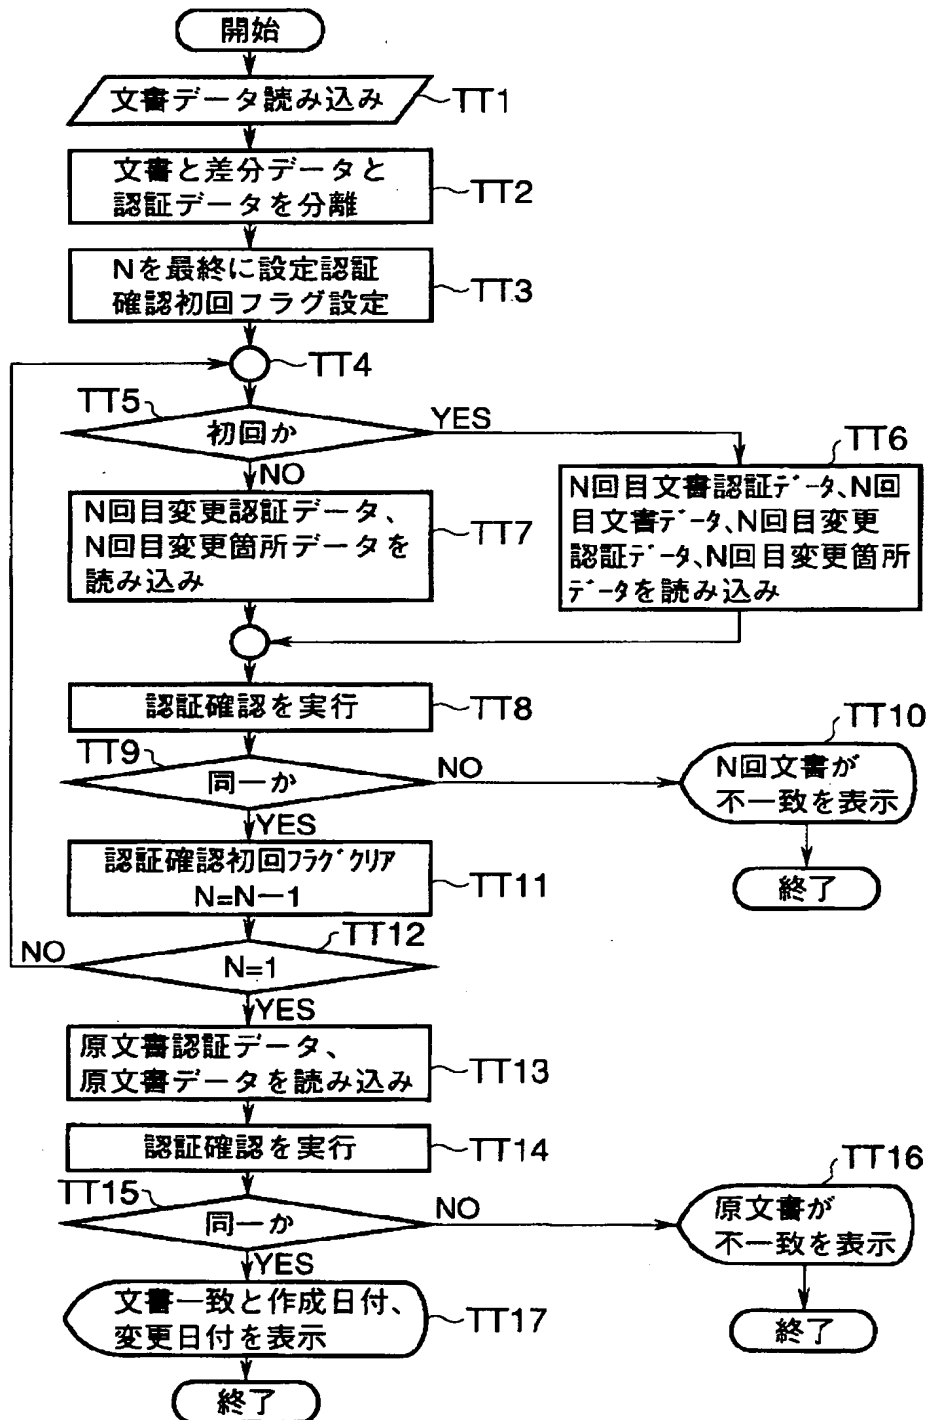 開始
文書データ読み込み
TT1
文書と差分データと
認証データを分離
TT2
Nを最終に設定認証
確認初回フラグ設定
TT3
TT4
TT5
初回か
YES
NO
TT6
N回目文書認証ﾃﾞｰﾀ、N回
目文書ﾃﾞｰﾀ、N回目変更
認証ﾃﾞｰﾀ、N回目変更箇所
ﾃﾞｰﾀを読み込み
N回目変更認証データ、
N回目変更箇所データを
読み込み
TT7
認証確認を実行
TT8
TT9
同一か
NO
YES
TT10
N回文書が
不一致を表示
終了
認証確認初回ﾌﾗｸﾞｸﾘｱ
N=N－1
TT11
TT12
NO
N=1
YES
原文書認証データ、
原文書データを読み込み
TT13
認証確認を実行
TT14
TT15
同一か
NO
YES
TT16
原文書が
不一致を表示
終了
文書一致と作成日付、
変更日付を表示
TT17
終了